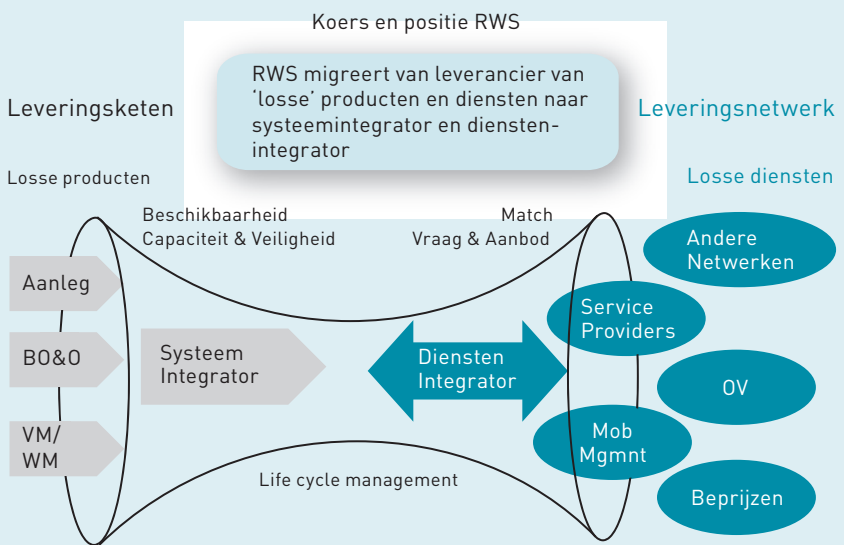 Koers en positie RWS
RWS migreert van leverancier van
‘losse’ producten en diensten naar
systeemintegrator en diensten-
integrator
Leveringsketen
Leveringsnetwerk
Losse producten
Losse diensten
Beschikbaarheid
Capaciteit & Veiligheid
Match
Vraag & Aanbod
Aanleg
BO&O
VM/
WM
Systeem
Integrator
Diensten
Integrator
Andere
Netwerken
Service
Providers
OV
Mob
Mgmnt
Beprijzen
Life cycle management